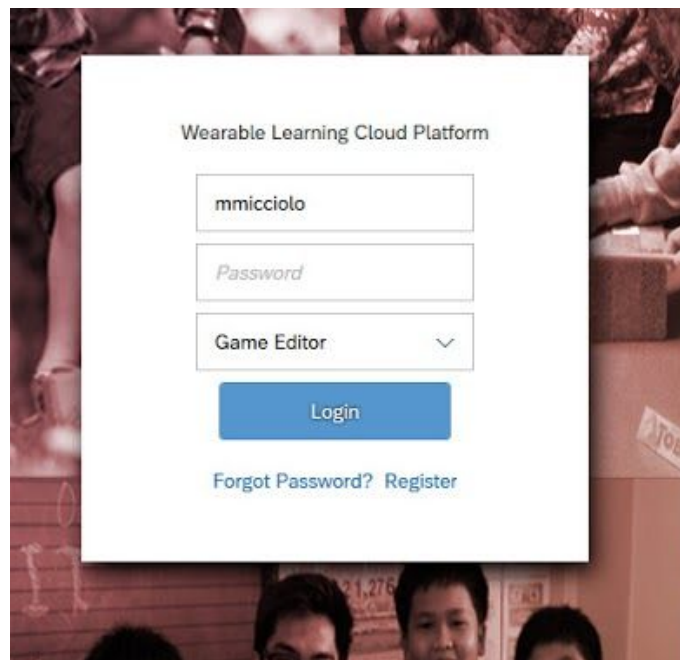 Wearable Learning Cloud Platform
mmicciolo
Password
Game Editor
Login
Forgot Password? Register